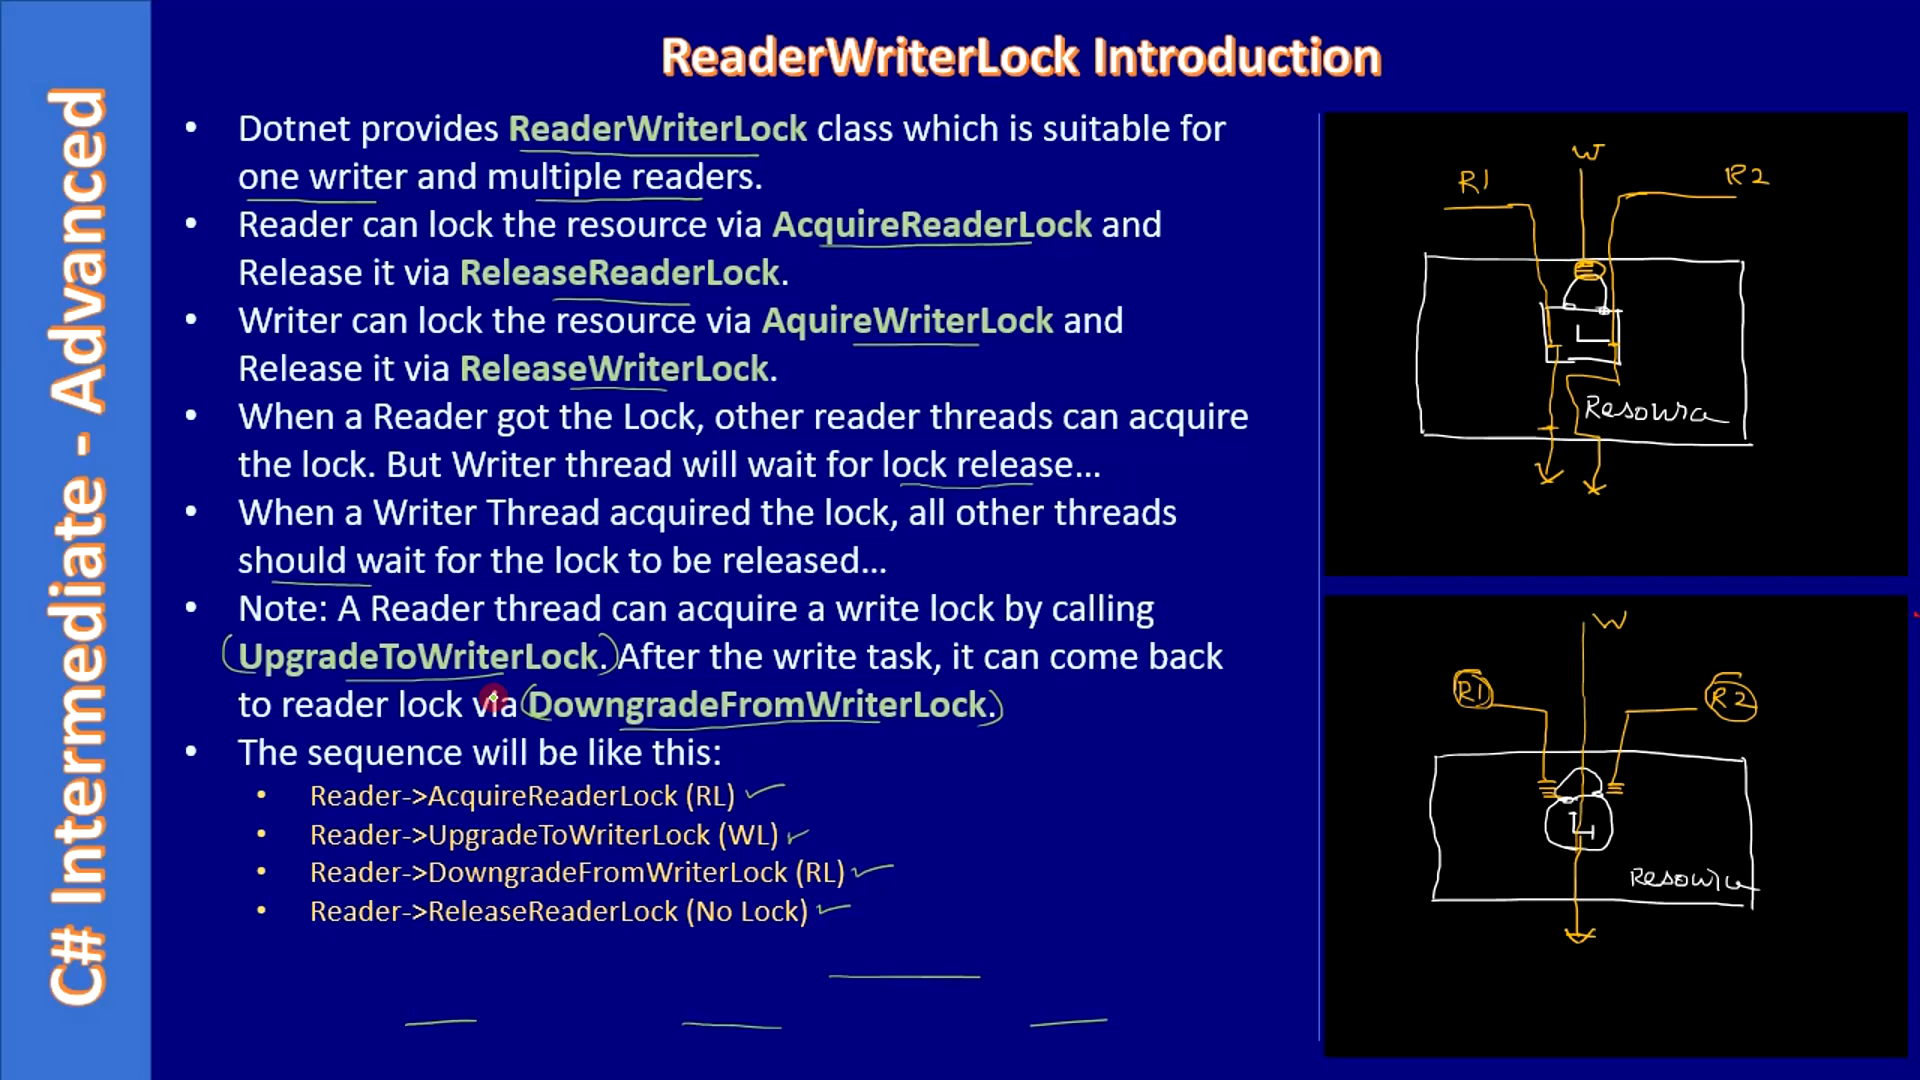 C# Intermediate - Advanced
ReaderWriterLock Introduction
• Dotnet provides ReaderWriterLock class which is suitable for
one writer and multiple readers.
• Reader can lock the resource via AcquireReaderLock and
Release it via ReleaseReaderLock.
• Writer can lock the resource via AquireWriterLock and
Release it via ReleaseWriterLock.
• When a Reader got the Lock, other reader threads can acquire
the lock. But Writer thread will wait for lock release...
• When a Writer Thread acquired the lock, all other threads
should wait for the lock to be released...
• Note: A Reader thread can acquire a write lock by calling
UpgradeToWriterLock. After the write task, it can come back
to reader lock via DowngradeFromWriterLock.
• The sequence will be like this:
• Reader->AcquireReaderLock (RL)
• Reader->UpgradeToWriterLock (WL)
• Reader->DowngradeFromWriterLock (RL)
• Reader->ReleaseReaderLock (No Lock)
W
R1
R2
L
Resource
W
R1
R2
L
Resource